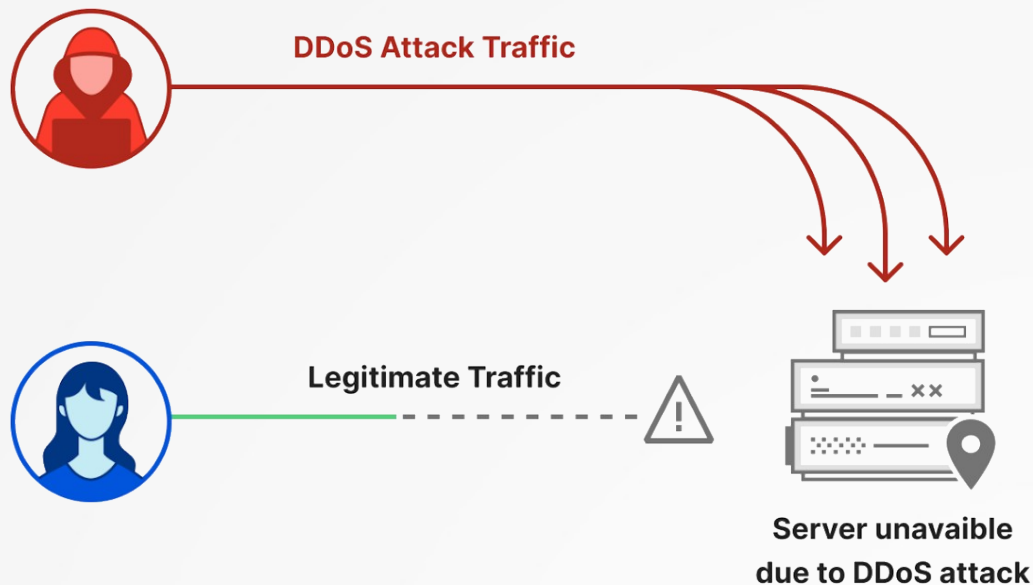 DDoS Attack Traffic
Legitimate Traffic
Server unavaible
due to DDoS attack